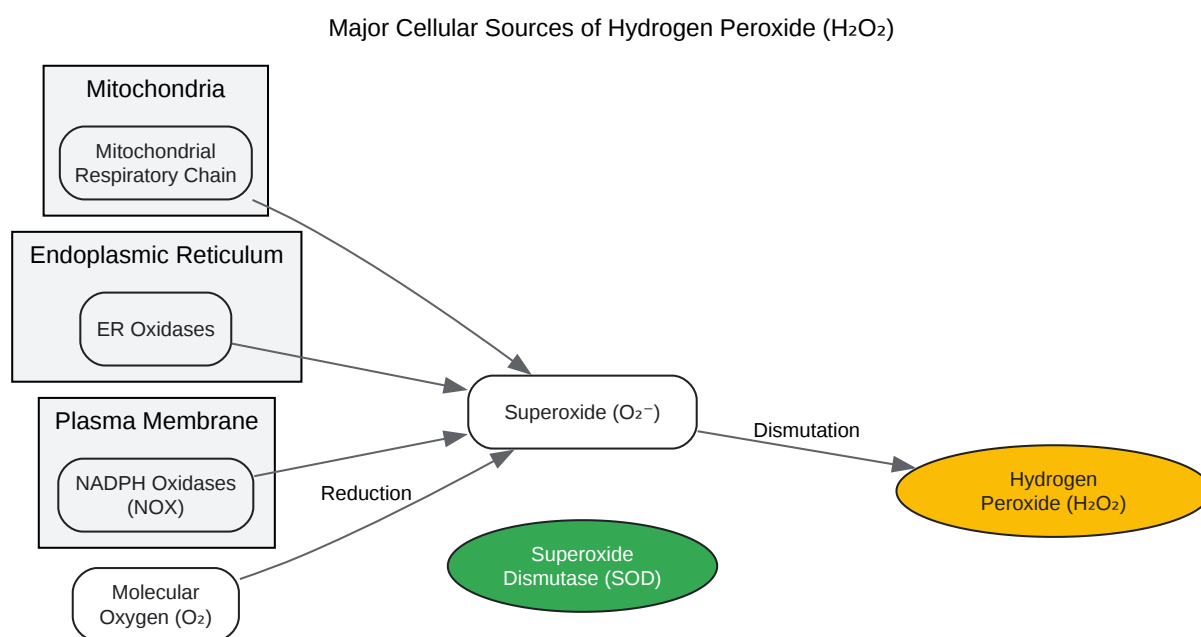 Major Cellular Sources of Hydrogen Peroxide (H₂O₂)
Mitochondria
Mitochondrial
Respiratory Chain
Endoplasmic Reticulum
ER Oxidases
Plasma Membrane
NADPH Oxidases
(NOX)
Reduction
Molecular
Oxygen (O₂)
Superoxide (O₂⁻)
Dismutation
Superoxide
Dismutase (SOD)
Hydrogen
Peroxide (H₂O₂)